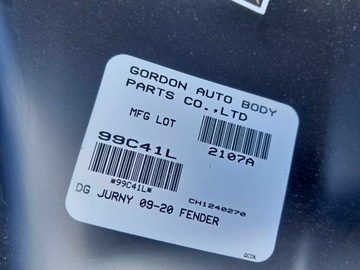 GORDON AUTO BODY
PARTS CO.,LTD
MFG LOT
2107A
99C41L
*99C41L*
CH1240270
DG JURNY 09-20 FENDER